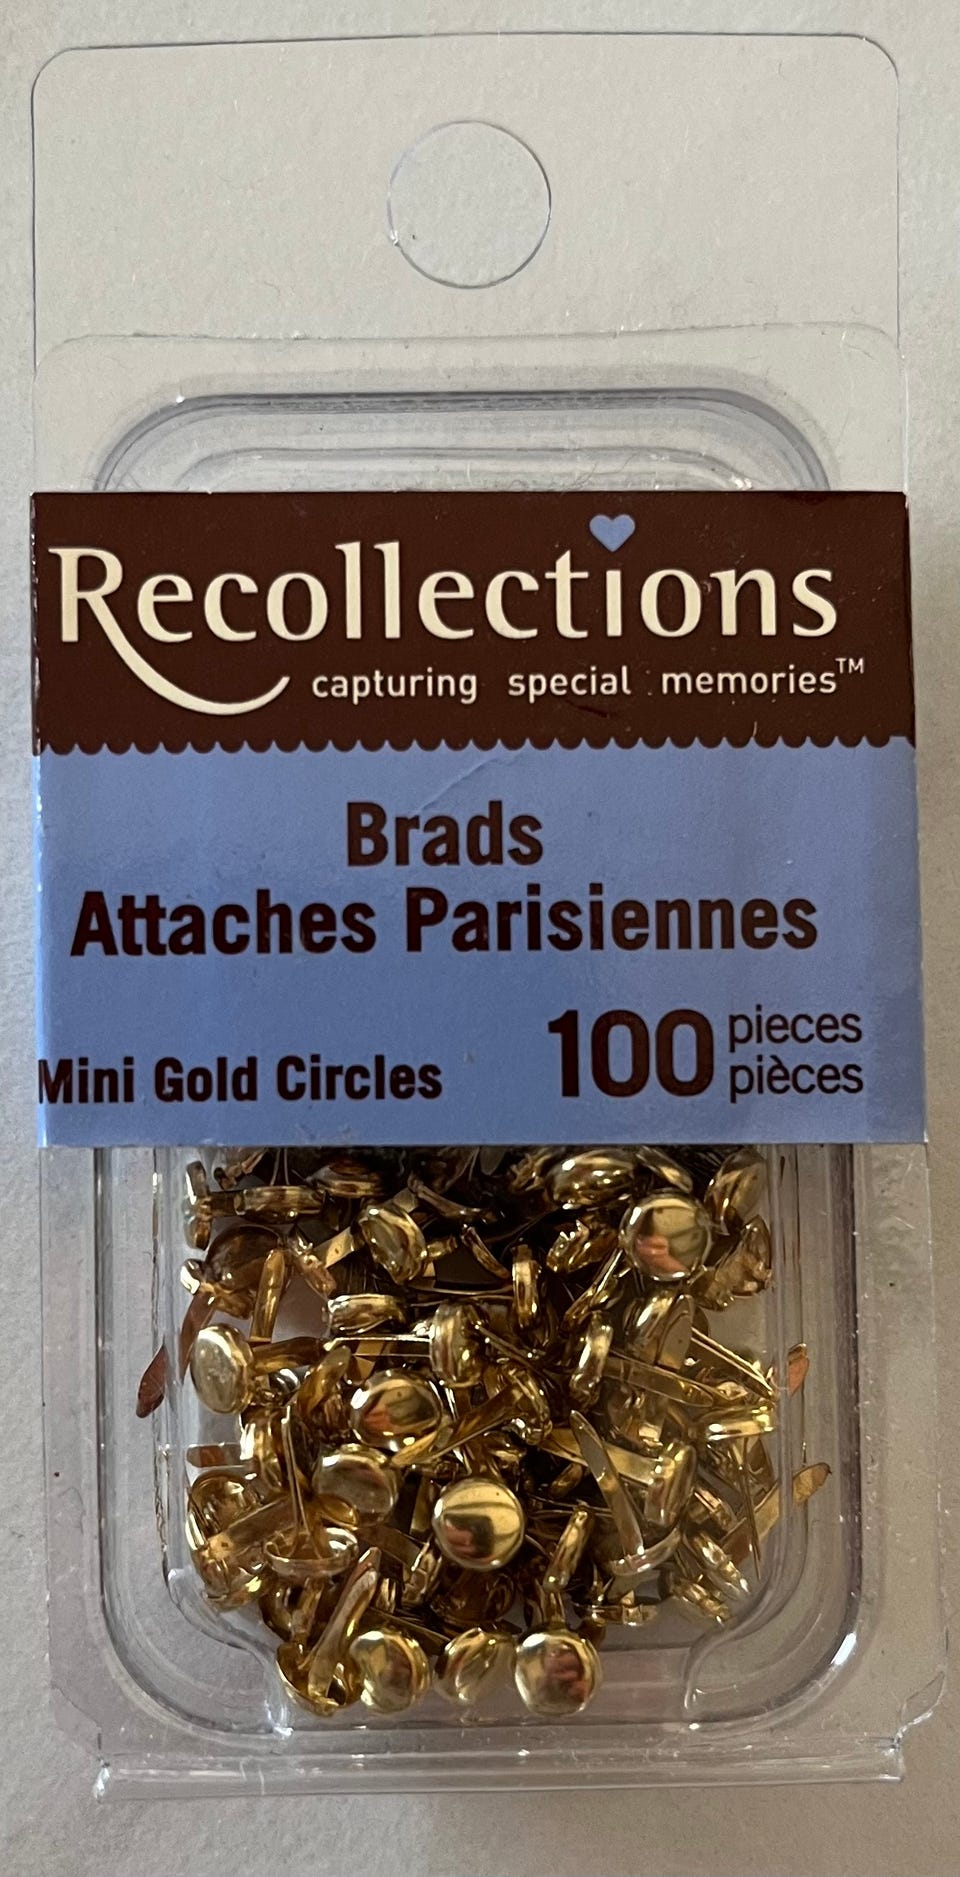 Recollections
capturing special memories™
Brads
Attaches Parisiennes
Mini Gold Circles
100 pieces
pièces